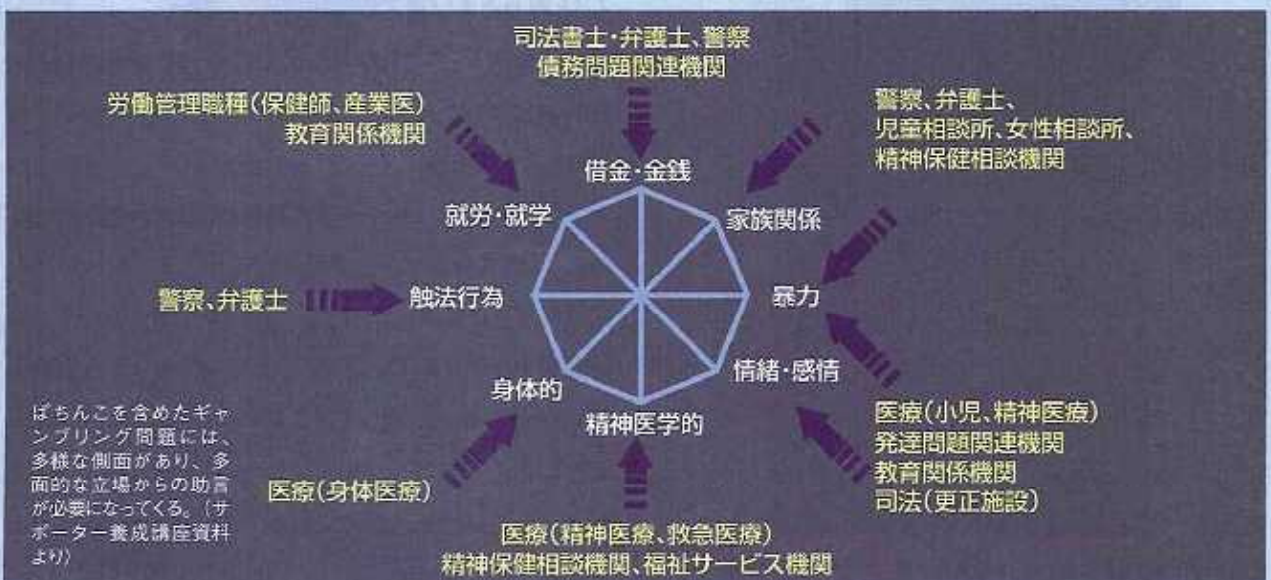 司法書士・弁護士、警察
債務問題関連機関
労働管理職種(保健師、産業医)
教育関係機関
警察、弁護士、
児童相談所、女性相談所、
精神保健相談機関
借金・金銭
就労・就学
家族関係
警察、弁護士
触法行為
暴力
身体的
情緒・感情
精神医学的
ぱちんこを含めたギャ
ンブリング問題には、
多様な側面があり、多
面的な立場からの助言
が必要になってくる。(サ
ポーター養成講座資料
より)
医療(身体医療)
医療(小児、精神医療)
発達問題関連機関
教育関係機関
司法(更正施設)
医療(精神医療、救急医療)
精神保健相談機関、福祉サービス機関